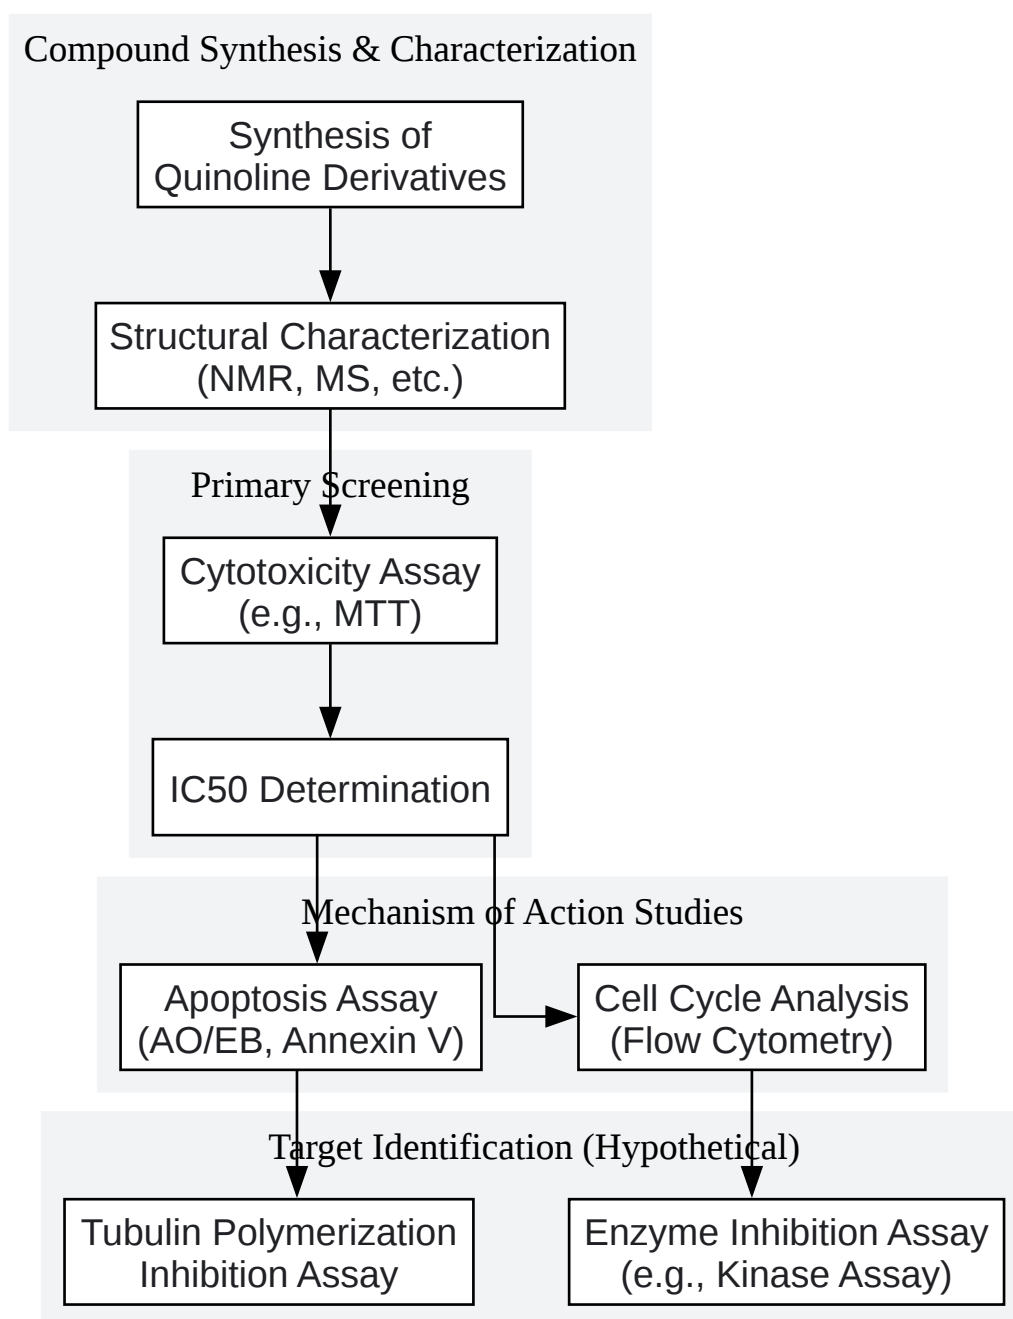 Compound Synthesis & Characterization
Synthesis of
Quinoline Derivatives
Structural Characterization
(NMR, MS, etc.)
Primary Screening
Cytotoxicity Assay
(e.g., MTT)
IC50 Determination
Mechanism of Action Studies
Apoptosis Assay
(AO/EB, Annexin V)
Cell Cycle Analysis
(Flow Cytometry)
Target Identification (Hypothetical)
Tubulin Polymerization
Inhibition Assay
Enzyme Inhibition Assay
(e.g., Kinase Assay)